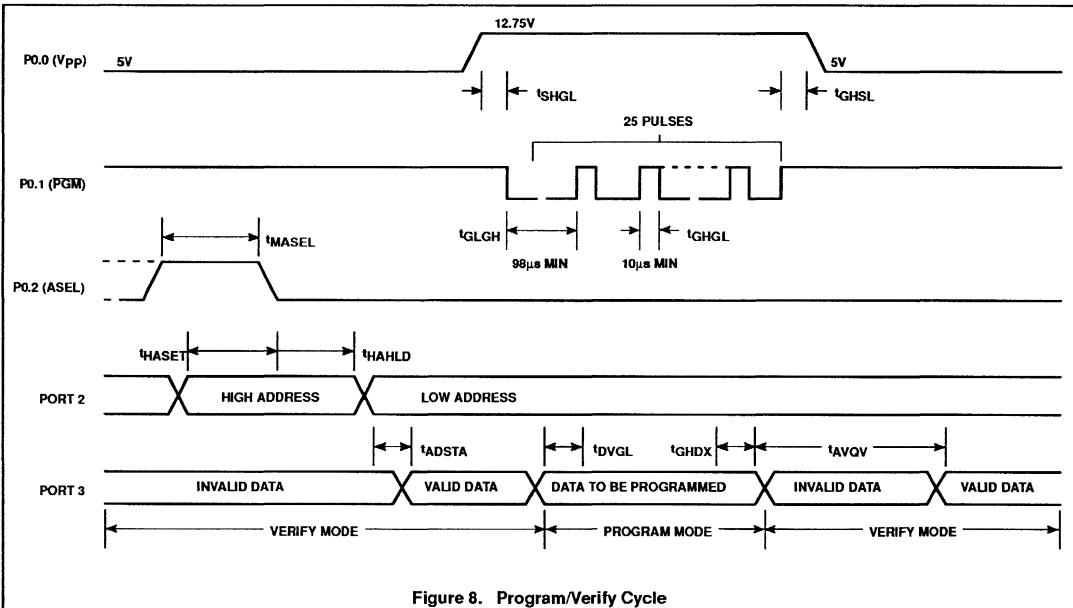 12.75V
P0.0 (VPP)
5V
5V
tSHGL
tGHSL
25 PULSES
P0.1 (PGM)
tGLGH
tGHGL
98µs MIN
10µs MIN
tMASEL
P0.2 (ASEL)
tHASET
tHAHLD
PORT 2
HIGH ADDRESS
LOW ADDRESS
tADSTA
tDVGL
tGHDX
tAVQV
PORT 3
INVALID DATA
VALID DATA
DATA TO BE PROGRAMMED
INVALID DATA
VALID DATA
VERIFY MODE
PROGRAM MODE
VERIFY MODE
Figure 8. Program/Verify Cycle